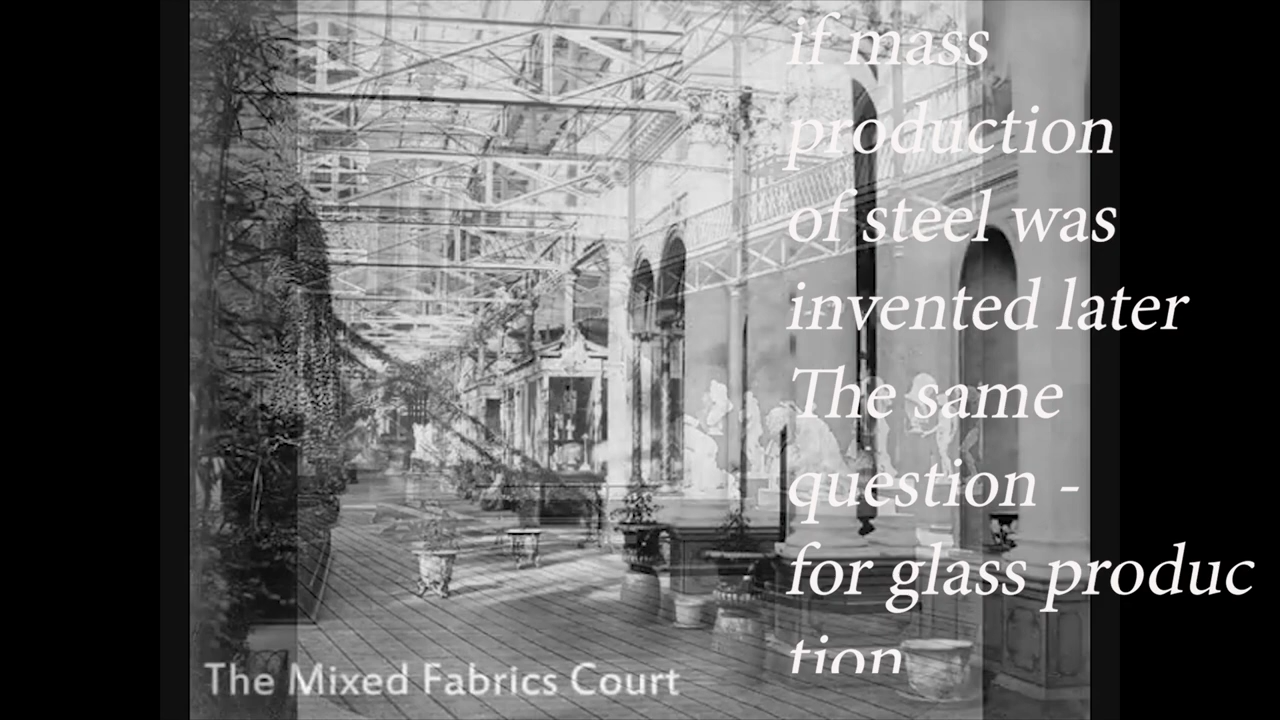 if mass
production
of steel was
invented later
The same
question -
for glass produc
tion
The Mixed Fabrics Court